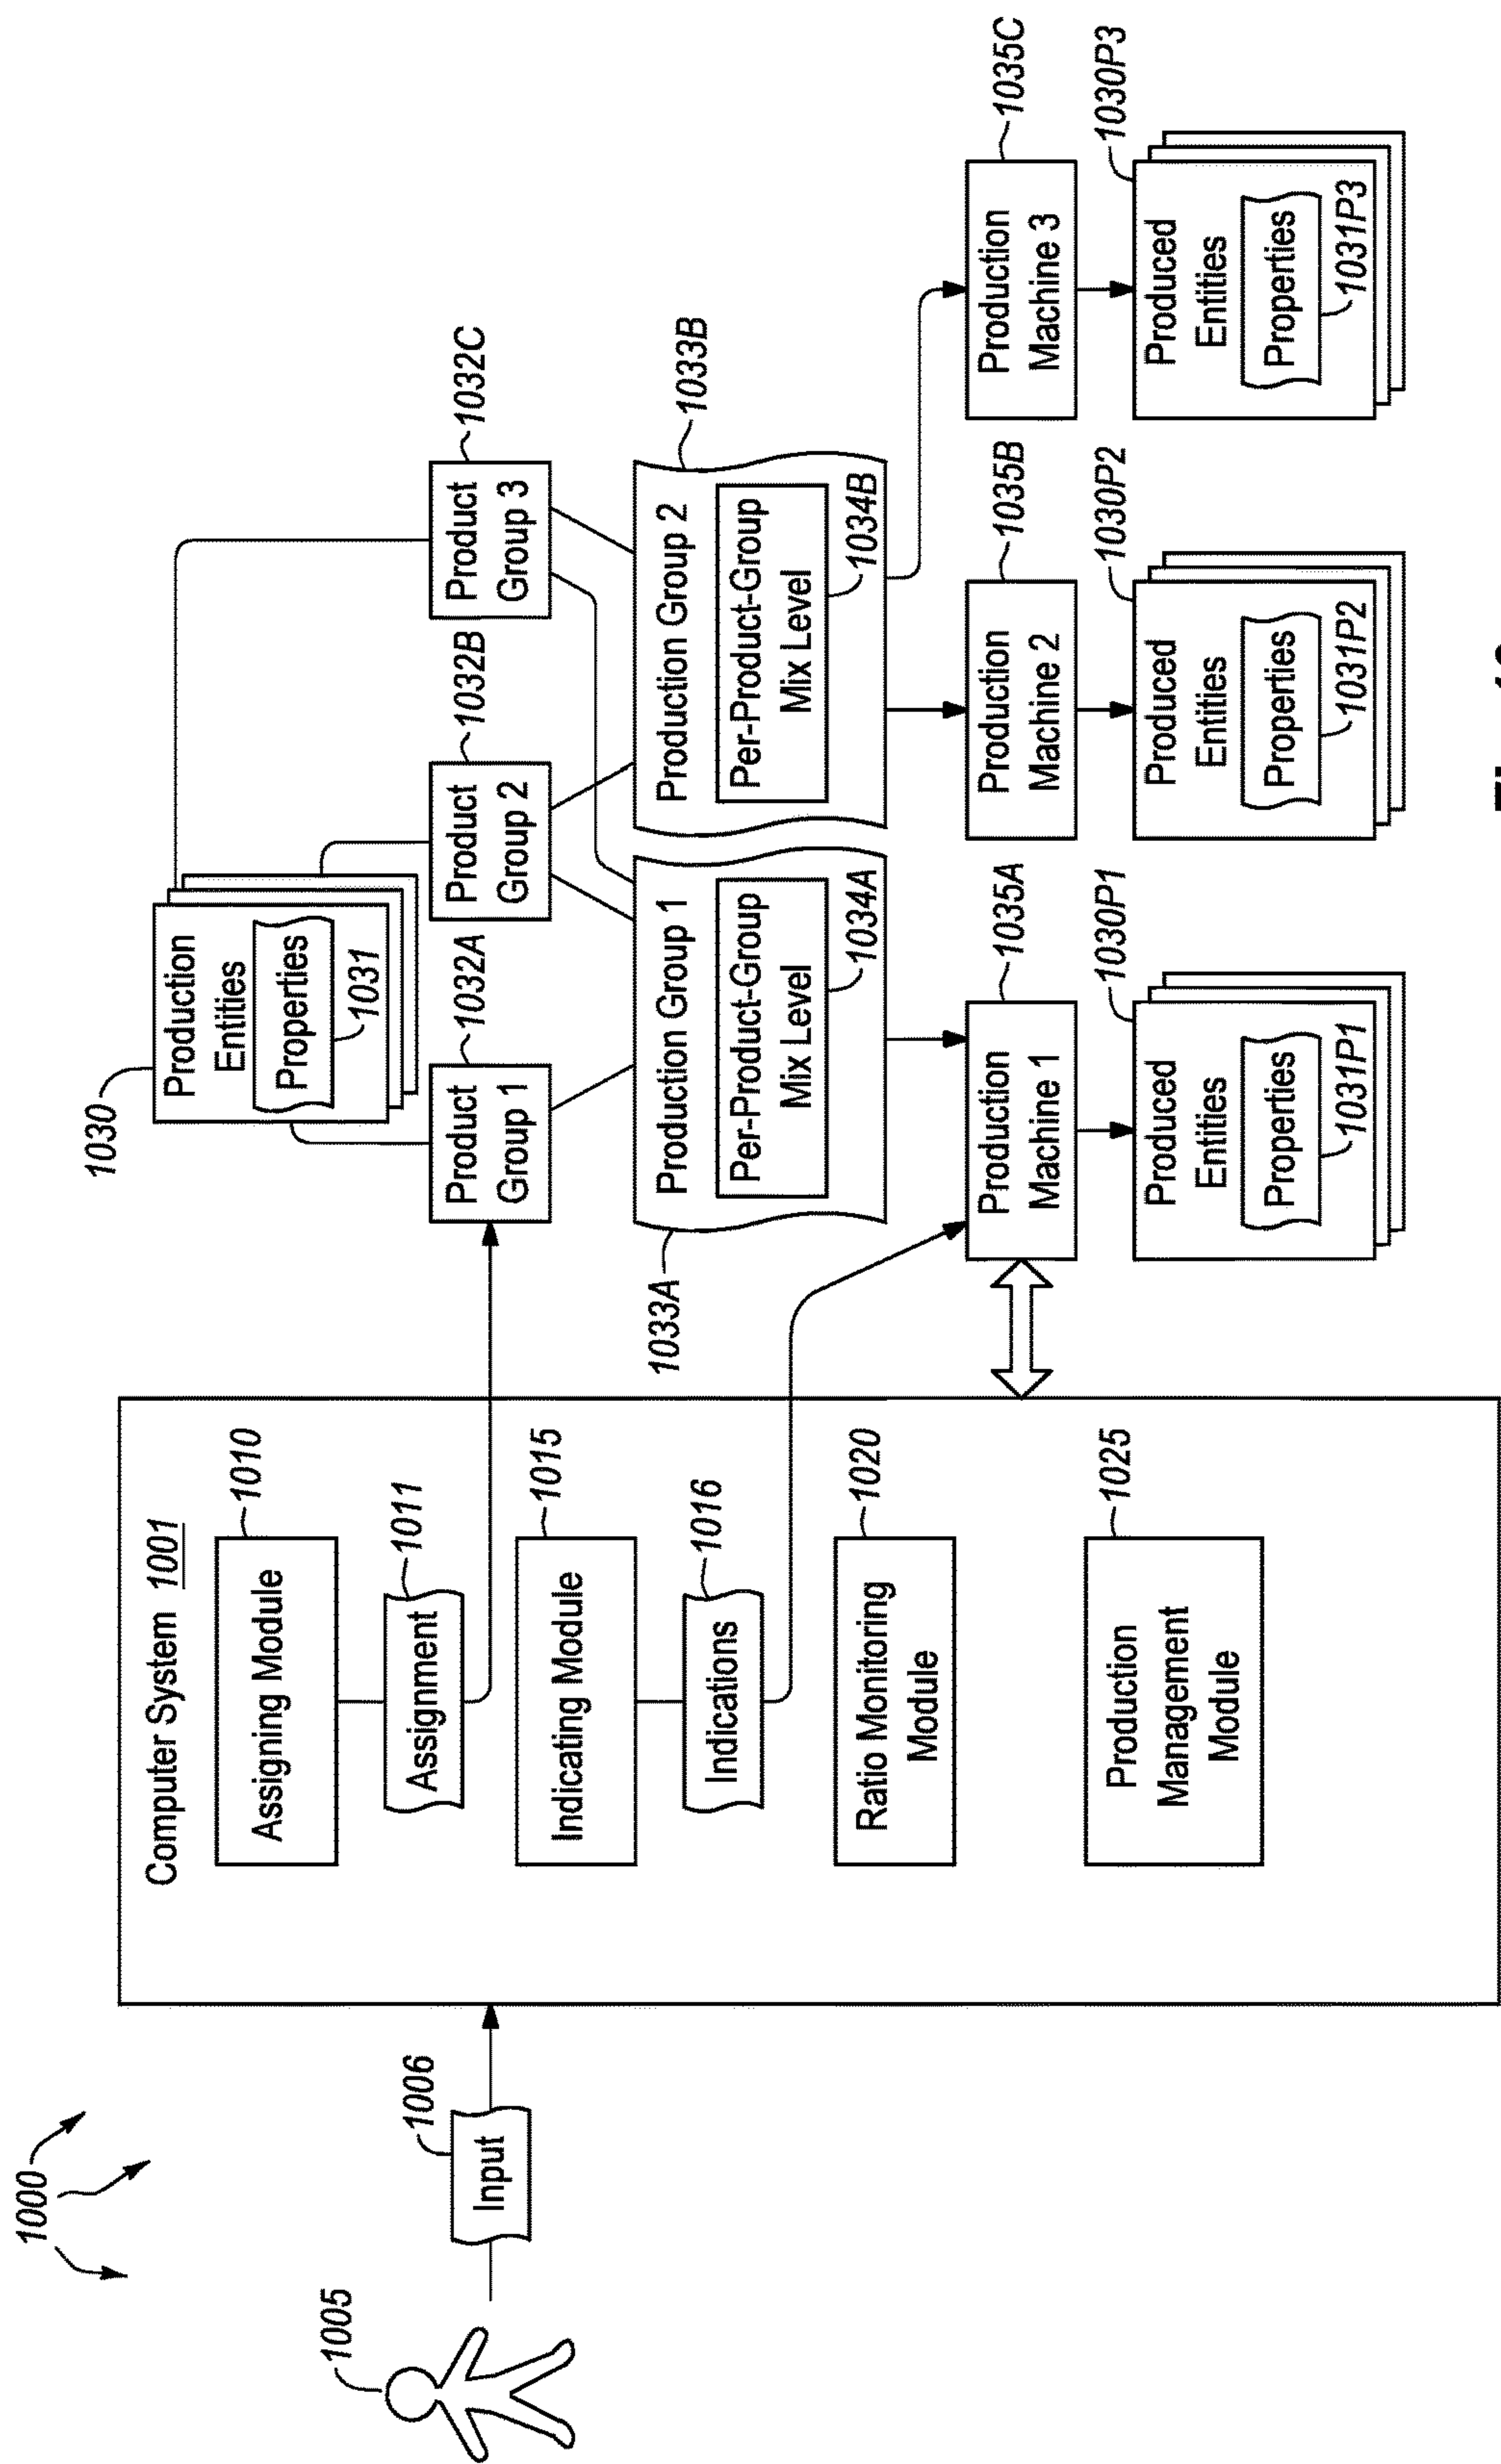 1000
1005
1006
Input
Computer System 1001
Assigning Module
1010
Assignment
1011
Indicating Module
1015
Indications
1016
Ratio Monitoring
Module
1020
Production
Management
Module
1025
1030
Production
Entities
Properties
1031
Product
Group 1
1032A
Product
Group 2
1032B
Product
Group 3
1032C
1033A
Production Group 1
Per-Product-Group
Mix Level
1034A
Production Group 2
Per-Product-Group
Mix Level
1034B
1033B
Production
Machine 1
1035A
Production
Machine 2
1035B
Production
Machine 3
1035C
Produced
Entities
Properties
1031P1
1030P1
Produced
Entities
Properties
1031P2
1030P2
Produced
Entities
Properties
1031P3
1030P3